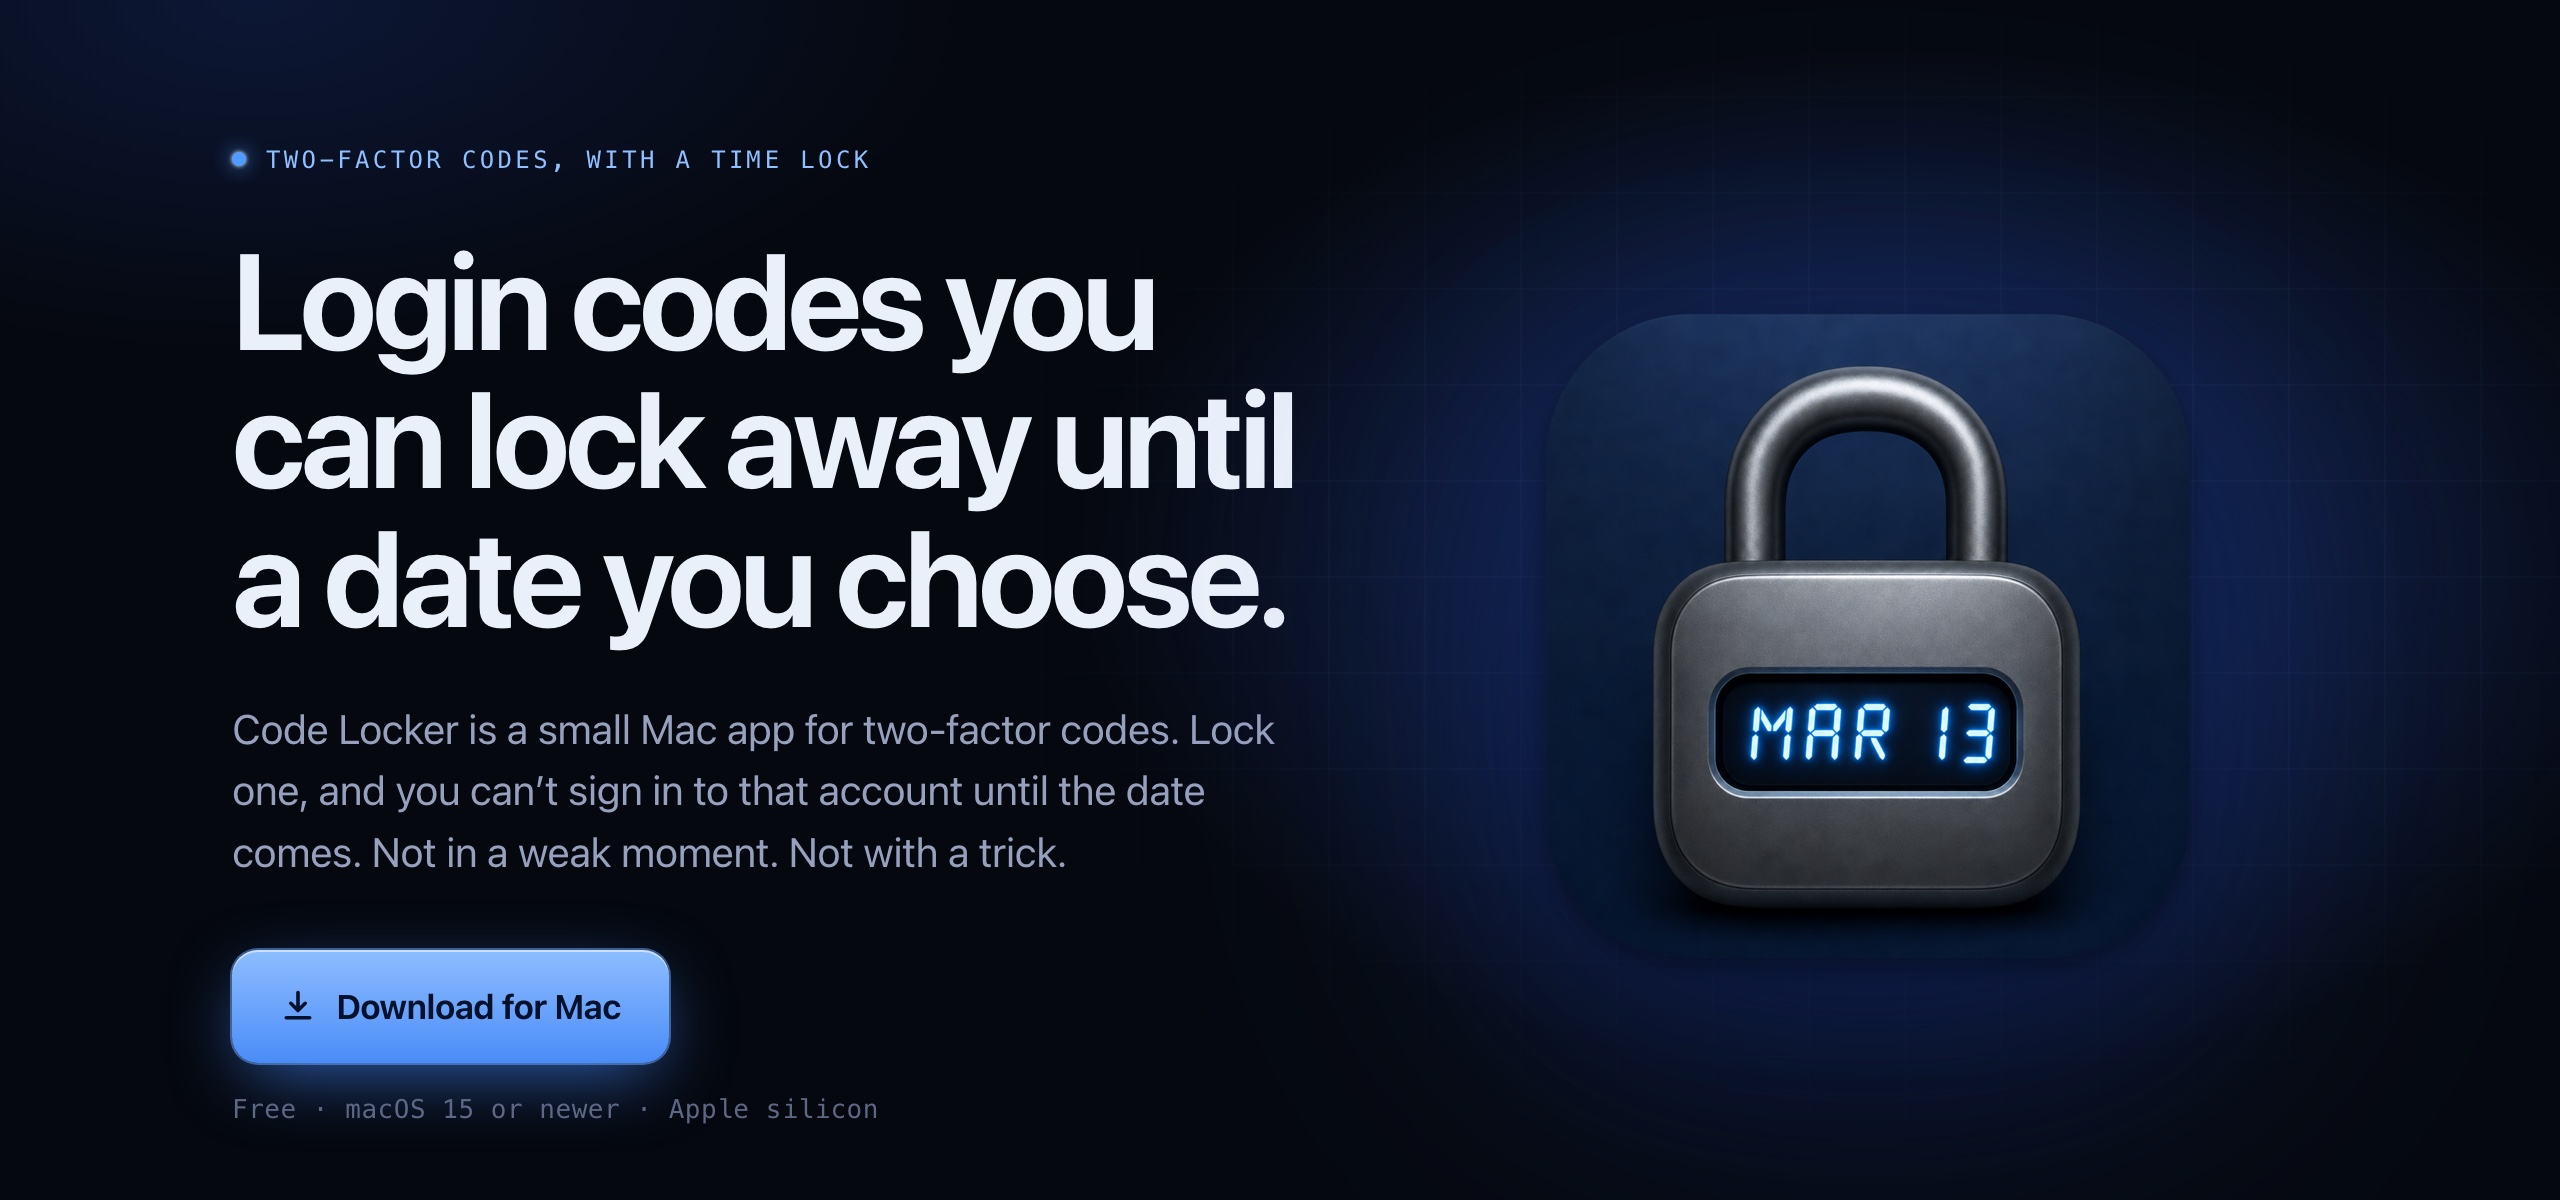 TWO-FACTOR CODES, WITH A TIME LOCK
Login codes you
can lock away until
a date you choose.
Code Locker is a small Mac app for two-factor codes. Lock
one, and you can’t sign in to that account until the date
comes. Not in a weak moment. Not with a trick.
Download for Mac
Free · macOS 15 or newer · Apple silicon
MAR 13